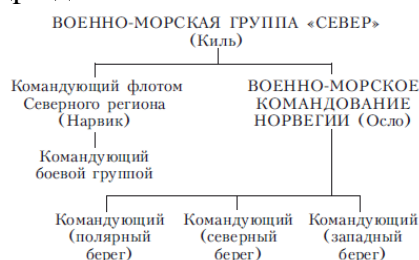 ВОЕННО-МОРСКАЯ ГРУППА «СЕВЕР»
(Киль)
Командующий флотом
Северного региона
(Нарвик)
ВОЕННО-МОРСКОЕ
КОМАНДОВАНИЕ
НОРВЕГИИ (Осло)
Командующий
боевой группой
Командующий
(полярный
берег)
Командующий
(северный
берег)
Командующий
(западный
берег)